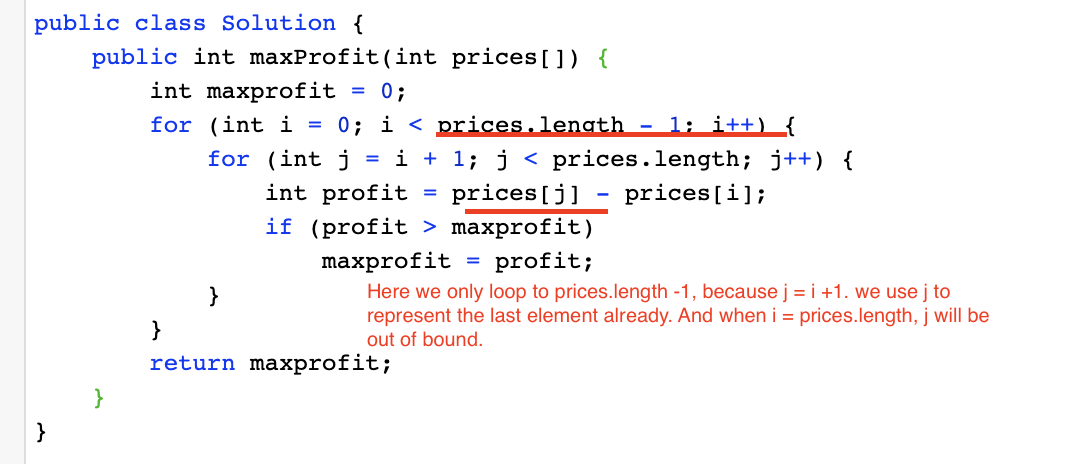 public class Solution {
public int maxProfit(int prices[]) {
int maxprofit = 0;
for (int i = 0; i < prices.length - 1; i++) {
for (int j = i + 1; j < prices.length; j++) {
int profit = prices[j] - prices[i];
if (profit > maxprofit)
maxprofit = profit;
}
Here we only loop to prices.length -1, because j = i +1. we use j to
represent the last element already. And when i = prices.length, j will be
out of bound.
}
return maxprofit;
}
}